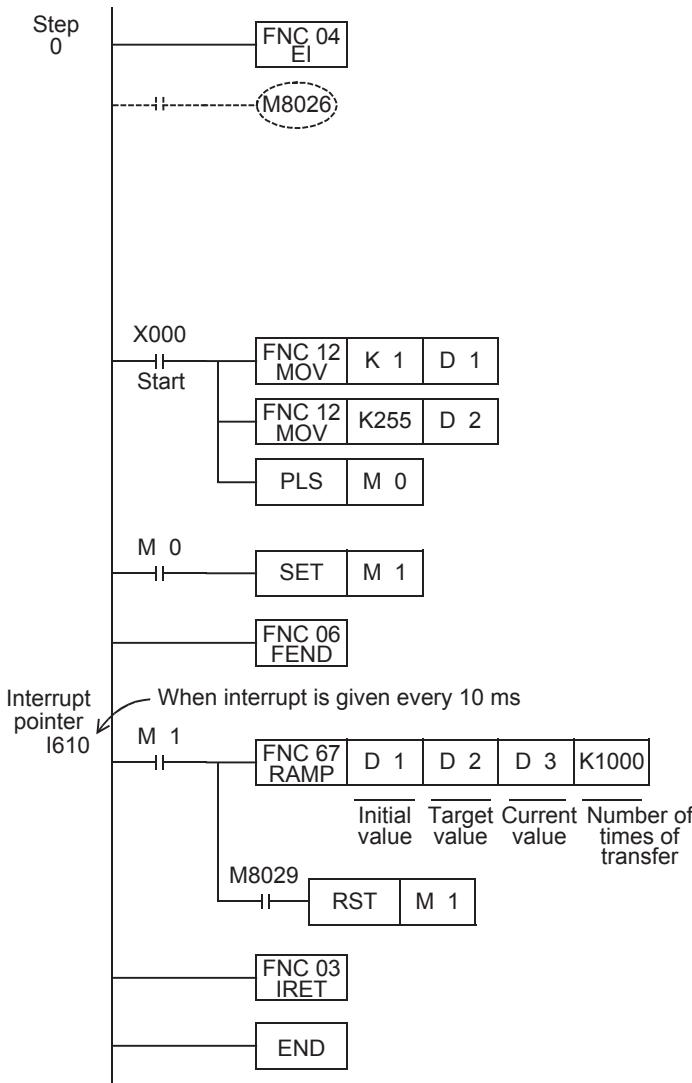 Step
0
FNC 04
EI
M8026
X000
Start
FNC 12
MOV
K 1
D 1
FNC 12
MOV
K255
D 2
PLS
M 0
M 0
SET
M 1
FNC 06
FEND
Interrupt
pointer
I610
When interrupt is given every 10 ms
M 1
FNC 67
RAMP
D 1
D 2
D 3
K1000
Initial
value
Target
value
Current
value
Number of
times of
transfer
M8029
RST
M 1
FNC 03
IRET
END